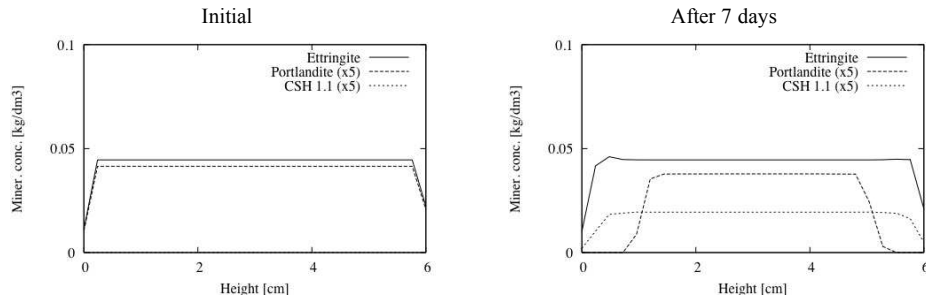 Initial
After 7 days
0.1
Ettringite
Portlandite (x5)
CSH 1.1 (x5)
0.05
0
Miner. conc. [kg/dm3]
0 2 4 6
Height [cm]
0.1
Ettringite
Portlandite (x5)
CSH 1.1 (x5)
0.05
0
Miner. conc. [kg/dm3]
0 2 4 6
Height [cm]